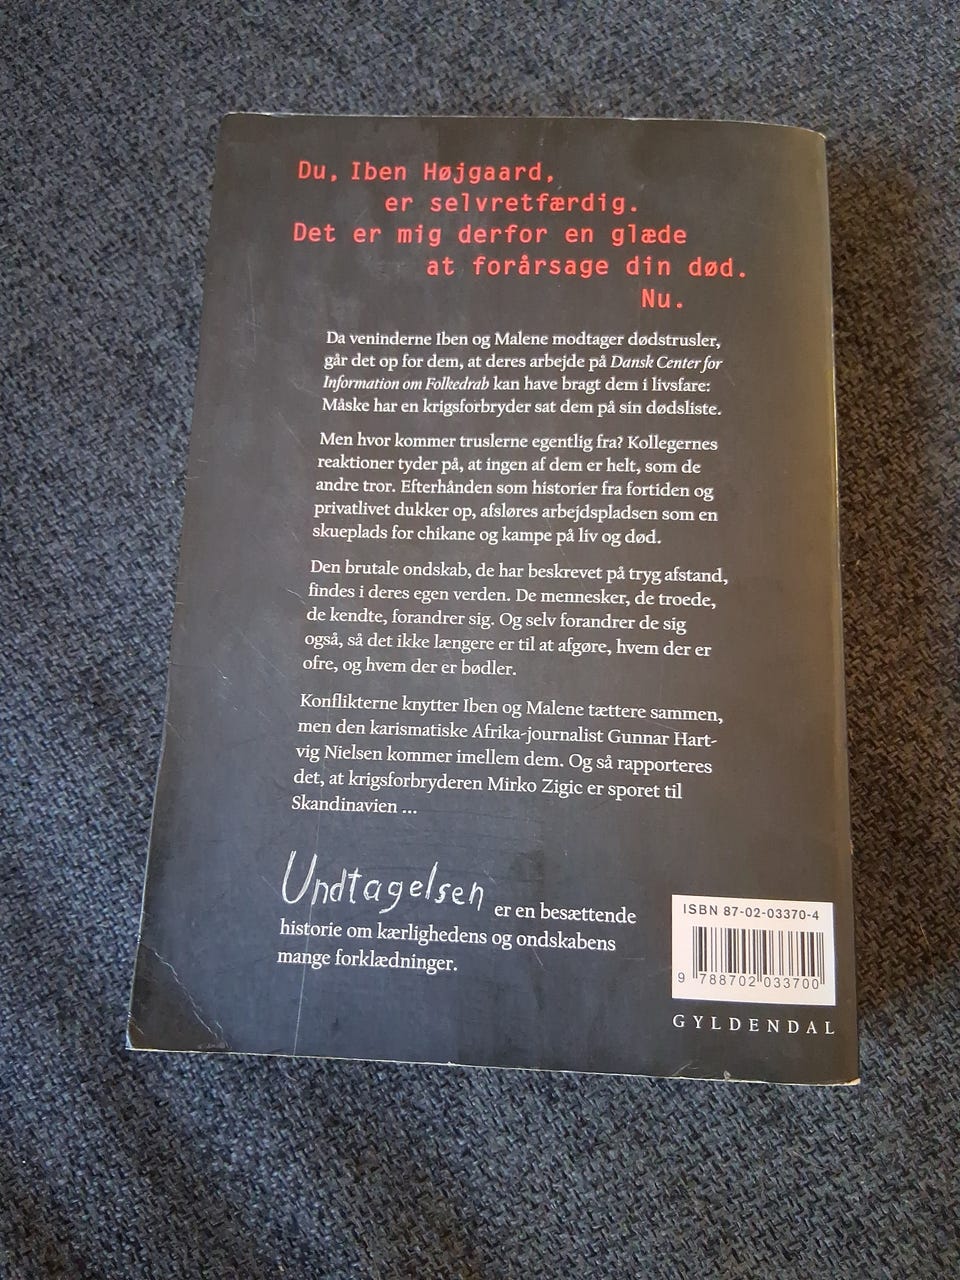 Du, Iben Højgaard,
er selvretfærdig.
Det er mig derfor en glæde
at forårsage din død.
Nu.
Da veninderne Iben og Malene modtager dødstrusler,
går det op for dem, at deres arbejde på Dansk Center for
Information om Folkedrab kan have bragt dem i livsfare:
Måske har en krigsforbryder sat dem på sin dødsliste.
Men hvor kommer truslerne egentlig fra? Kollegernes
reaktioner tyder på, at ingen af dem er helt, som de
andre tror. Efterhånden som historier fra fortiden og
privatlivet dukker op, afsløres arbejdspladsen som en
skueplads for chikane og kampe på liv og død.
Den brutale ondskab, de har beskrevet på tryg afstand,
findes i deres egen verden. De mennesker, de troede,
de kendte, forandrer sig. Og selv forandrer de sig
også, så det ikke længere er til at afgøre, hvem der er
ofre, og hvem der er bødler.
Konflikterne knytter Iben og Malene tættere sammen,
men den karismatiske Afrika-journalist Gunnar Hart-
vig Nielsen kommer imellem dem. Og så rapporteres
det, at krigsforbryderen Mirko Zigic er sporet til
Skandinavien ...
Undtagelsen er en besættende
historie om kærlighedens og ondskabens
mange forklædninger.
ISBN 87-02-03370-4
9 788702 033700
GYLDENDAL